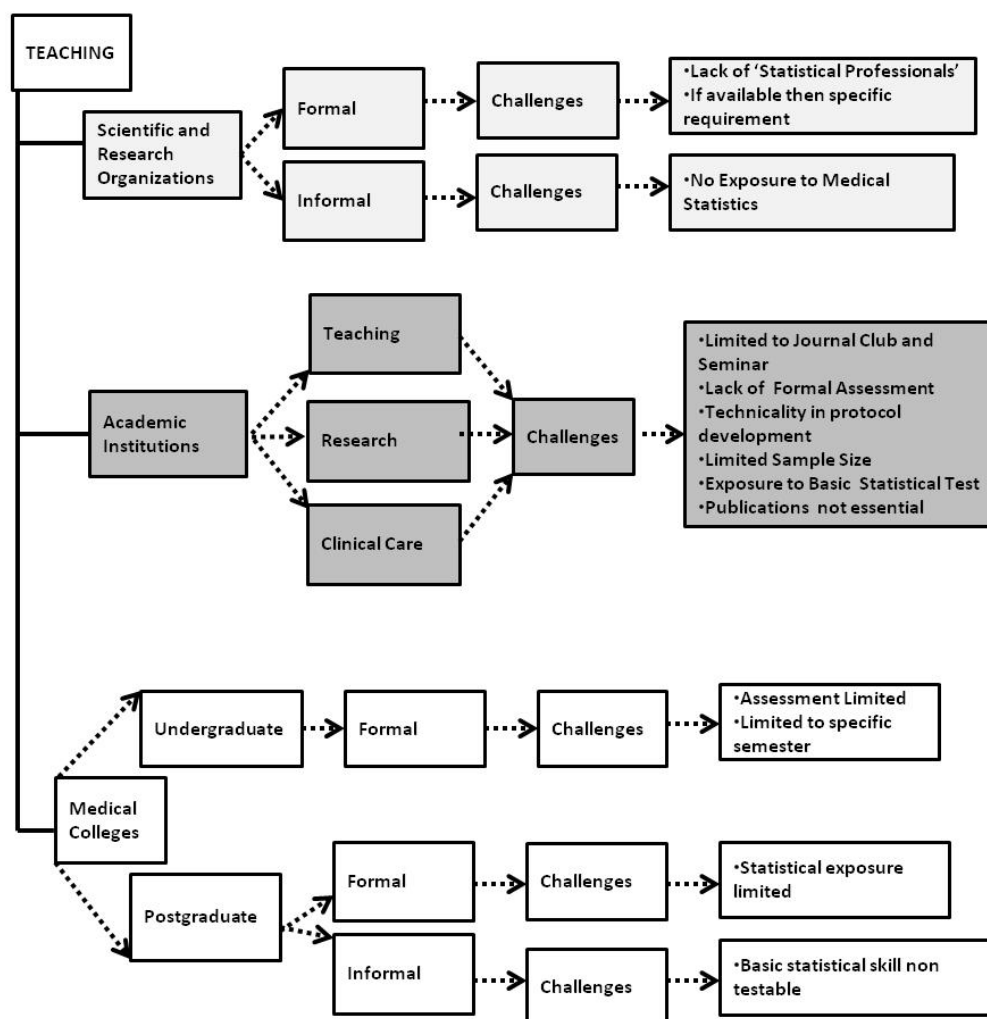 TEACHING
Scientific and
Research
Organizations
Formal
Challenges
•Lack of ‘Statistical Professionals’
•If available then specific
requirement
Informal
Challenges
•No Exposure to Medical
Statistics
Academic
Institutions
Teaching
Research
Clinical Care
Challenges
•Limited to Journal Club and
Seminar
•Lack of Formal Assessment
•Technicality in protocol
development
•Limited Sample Size
•Exposure to Basic Statistical Test
•Publications not essential
Medical
Colleges
Undergraduate
Formal
Challenges
•Assessment Limited
•Limited to specific
semester
Postgraduate
Formal
Challenges
•Statistical exposure
limited
Informal
Challenges
•Basic statistical skill non
testable